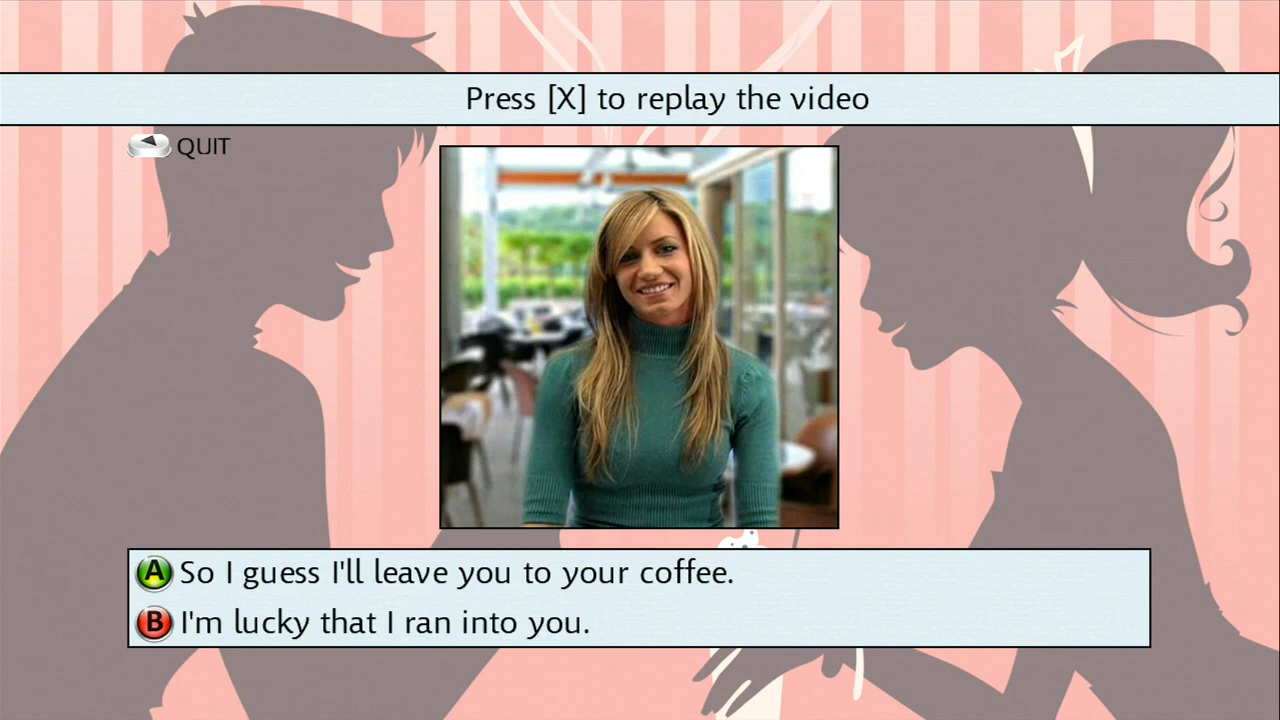 Press [X] to replay the video
QUIT
A So I guess I'll leave you to your coffee.
B I'm lucky that I ran into you.